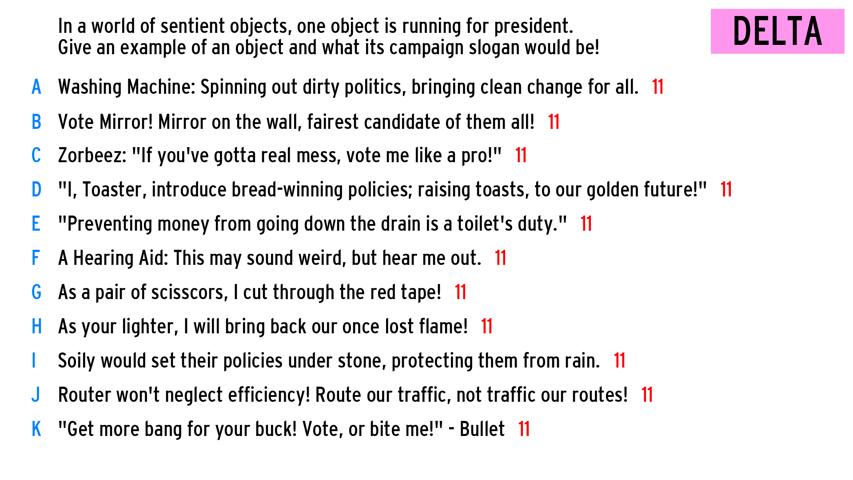 In a world of sentient objects, one object is running for president.
Give an example of an object and what its campaign slogan would be!
DELTA
A Washing Machine: Spinning out dirty politics, bringing clean change for all. 11
B Vote Mirror! Mirror on the wall, fairest candidate of them all! 11
C Zorbeez: "If you've gotta real mess, vote me like a pro!" 11
D "I, Toaster, introduce bread-winning policies; raising toasts, to our golden future!" 11
E "Preventing money from going down the drain is a toilet's duty." 11
F A Hearing Aid: This may sound weird, but hear me out. 11
G As a pair of scisscors, I cut through the red tape! 11
H As your lighter, I will bring back our once lost flame! 11
I Soily would set their policies under stone, protecting them from rain. 11
J Router won't neglect efficiency! Route our traffic, not traffic our routes! 11
K "Get more bang for your buck! Vote, or bite me!" - Bullet 11